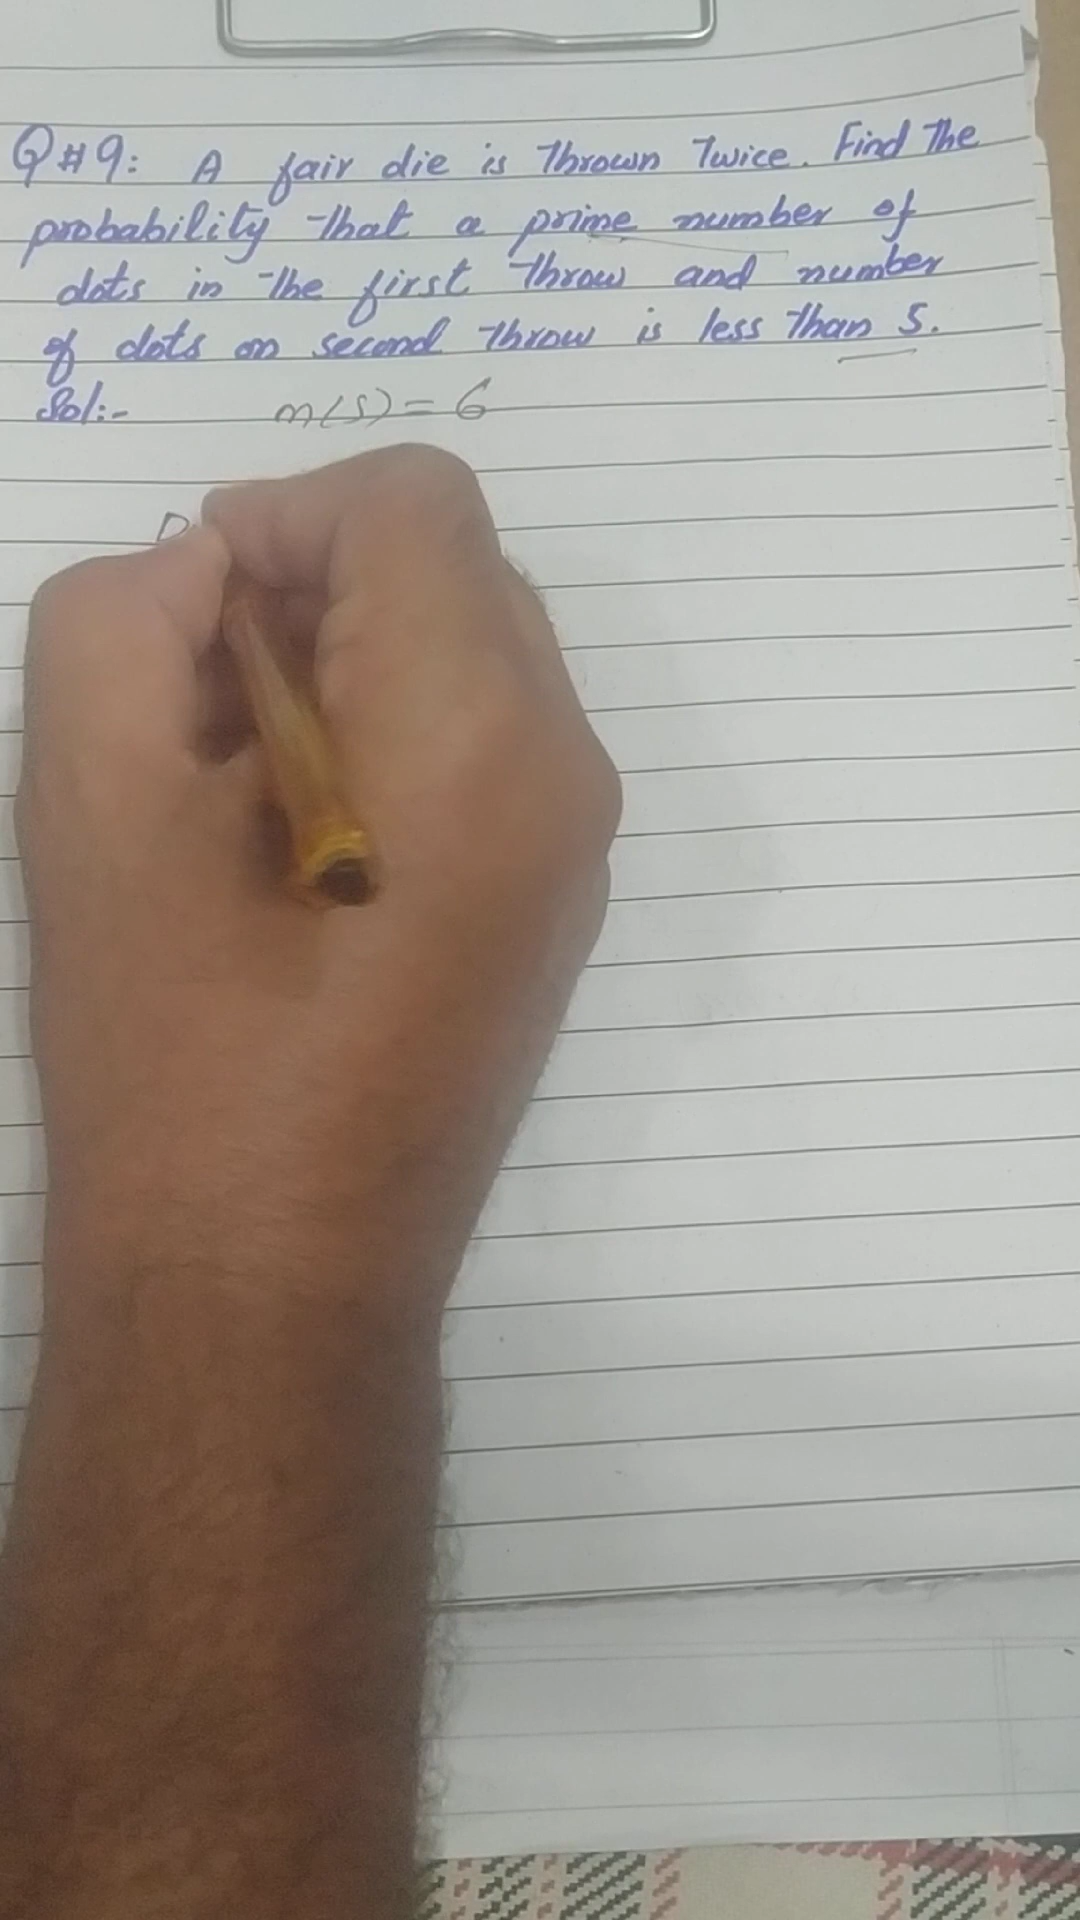 Q#9: A fair die is thrown twice. Find the
probability that a prime number of
dots in the first throw and number
of dots on second throw is less than 5.
Sol:- n(S) = 6